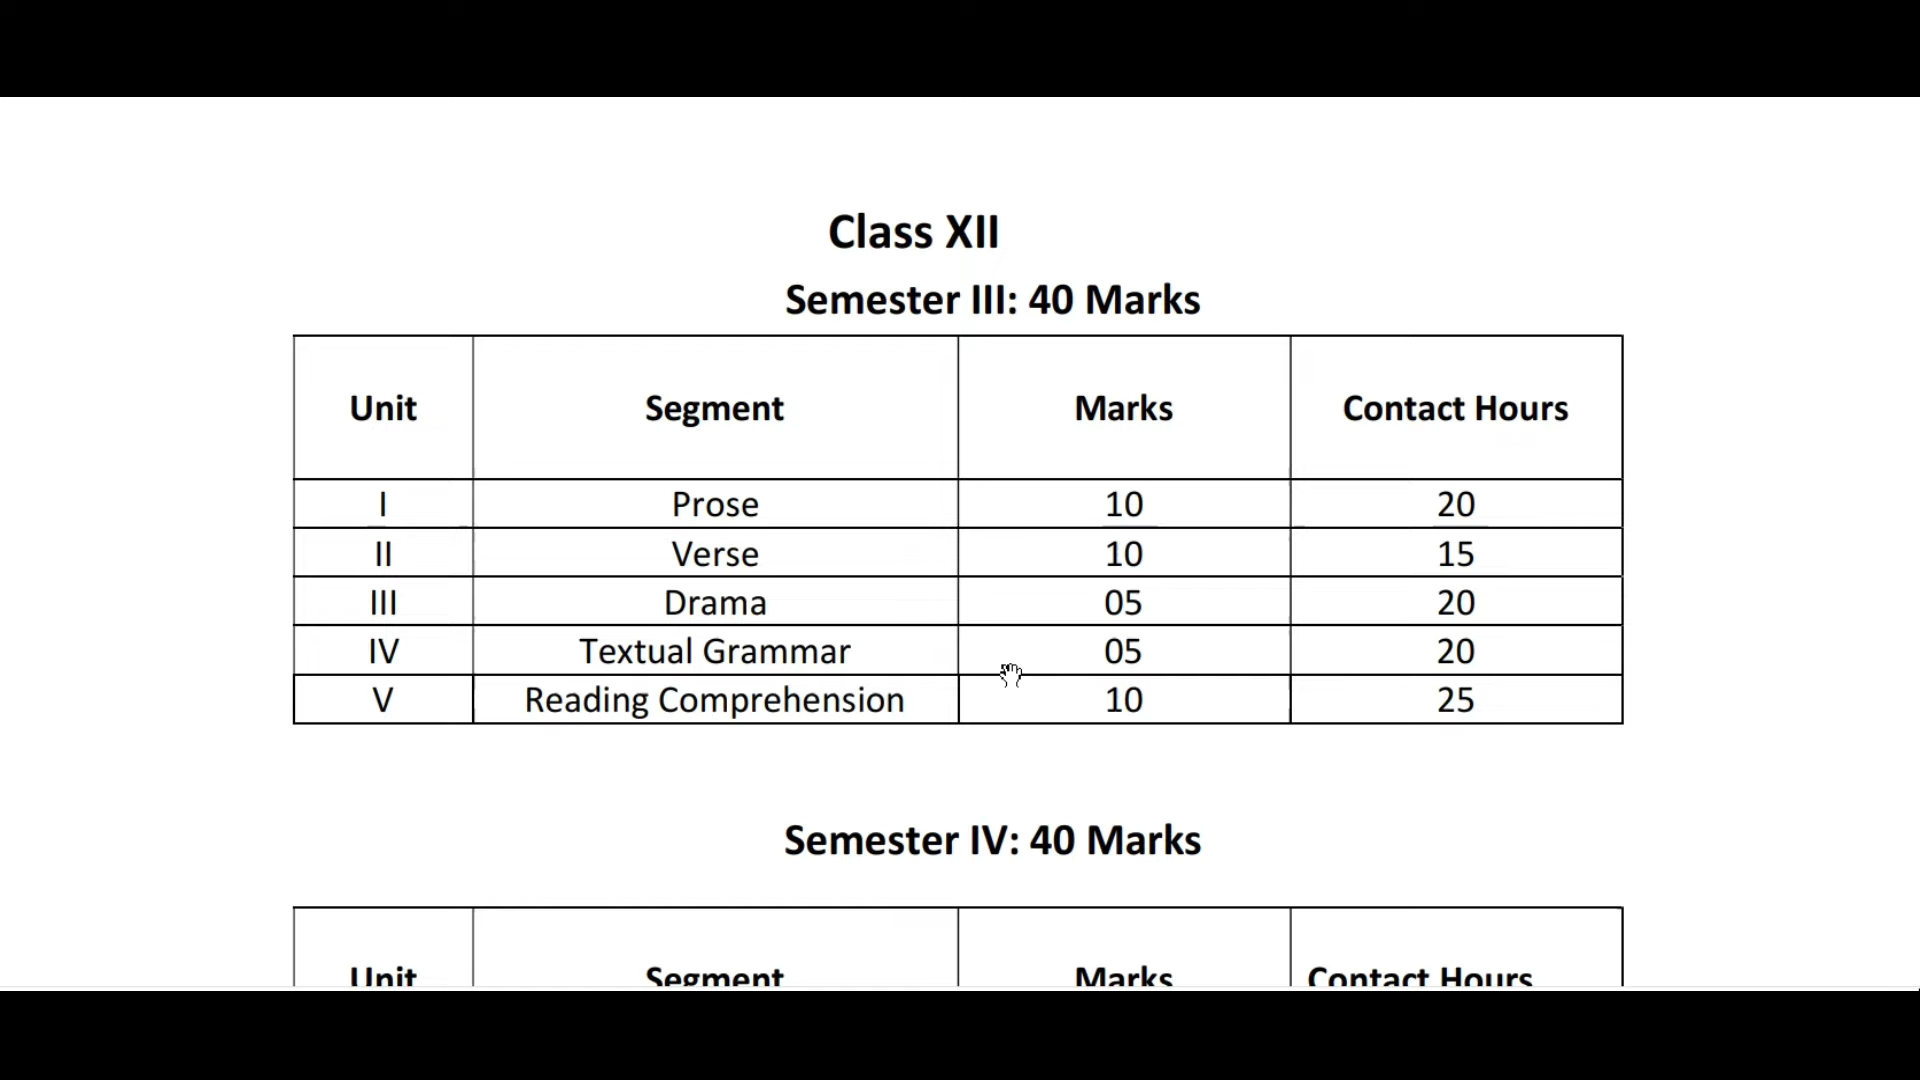 Class XII
Semester III: 40 Marks
Unit Segment Marks Contact Hours
I Prose 10 20
II Verse 10 15
III Drama 05 20
IV Textual Grammar 05 20
V Reading Comprehension 10 25
Semester IV: 40 Marks
Unit Segment Marks Contact Hours